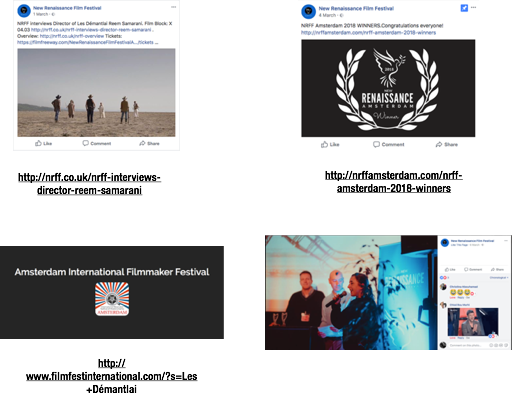 New Renaissance Film Festival
1 March
NRFF interviews Director of Les Démantial Reem Samarani. Film Block: X
04.03 http://nrff.co.uk/nrff-interviews-director-reem-samarani .
Overview: http://nrff.co.uk/nrff-overview Tickets:
https://filmfreeway.com/NewRenaissanceFilmFestivalA.../tickets ...
Like Comment Share
http://nrff.co.uk/nrff-interviews-
director-reem-samarani
New Renaissance Film Festival
4 March
NRFF Amsterdam 2018 WINNERS.Congratulations everyone!
http://nrffamsterdam.com/nrff-amsterdam-2018-winners
NEW
RENAISSANCE
AMSTERDAM
Winner
Like Comment Share
http://nrffamsterdam.com/nrff-
amsterdam-2018-winners
Amsterdam International Filmmaker Festival
AMSTERDAM
http://
www.filmfestinternational.com/?s=Les
+Démantlai
RENAISSANCE
New Renaissance Film Festival
Like Comment Share